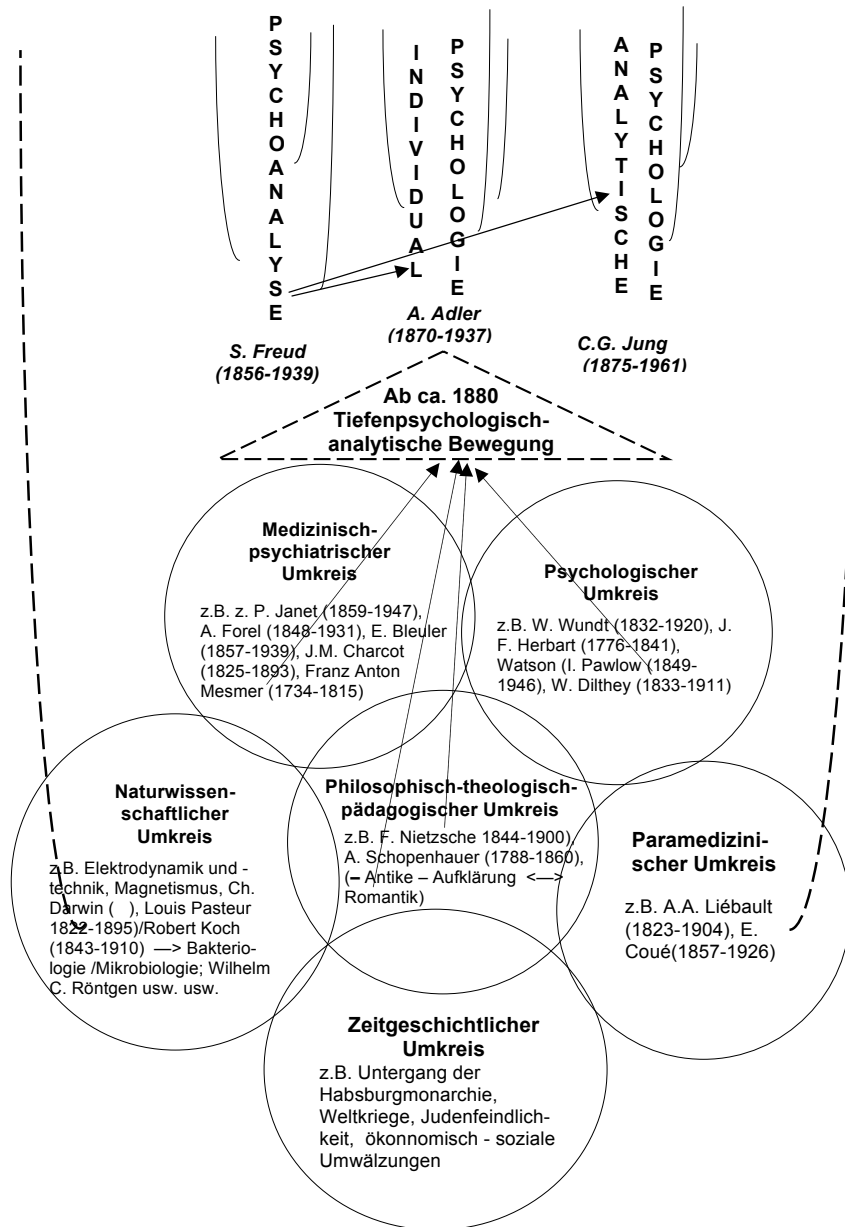 PSYCHOANALYSE
INDIVIDUAL
PSYCHOLOGIE
ANALYTISCHE
PSYCHOLOGIE
S. Freud
(1856-1939)
A. Adler
(1870-1937)
C.G. Jung
(1875-1961)
Ab ca. 1880
Tiefenpsychologisch-
analytische Bewegung
Medizinisch-
psychiatrischer
Umkreis
z.B. z. P. Janet (1859-1947),
A. Forel (1848-1931), E. Bleuler
(1857-1939), J.M. Charcot
(1825-1893), Franz Anton
Mesmer (1734-1815)
Psychologischer
Umkreis
z.B. W. Wundt (1832-1920), J.
F. Herbart (1776-1841),
Watson (I. Pawlow (1849-
1946), W. Dilthey (1833-1911)
Naturwissen-
schaftlicher
Umkreis
z.B. Elektrodynamik und -
technik, Magnetismus, Ch.
Darwin ( ), Louis Pasteur
1822-1895)/Robert Koch
(1843-1910) —> Bakterio-
logie /Mikrobiologie; Wilhelm
C. Röntgen usw. usw.
Philosophisch-theologisch-
pädagogischer Umkreis
z.B. F. Nietzsche 1844-1900),
A. Schopenhauer (1788-1860),
(– Antike – Aufklärung <—>
Romantik)
Paramedizini-
scher Umkreis
z.B. A.A. Liébault
(1823-1904), E.
Coué(1857-1926)
Zeitgeschichtlicher
Umkreis
z.B. Untergang der
Habsburgmonarchie,
Weltkriege, Judenfeindlich-
keit, ökonnomisch - soziale
Umwälzungen